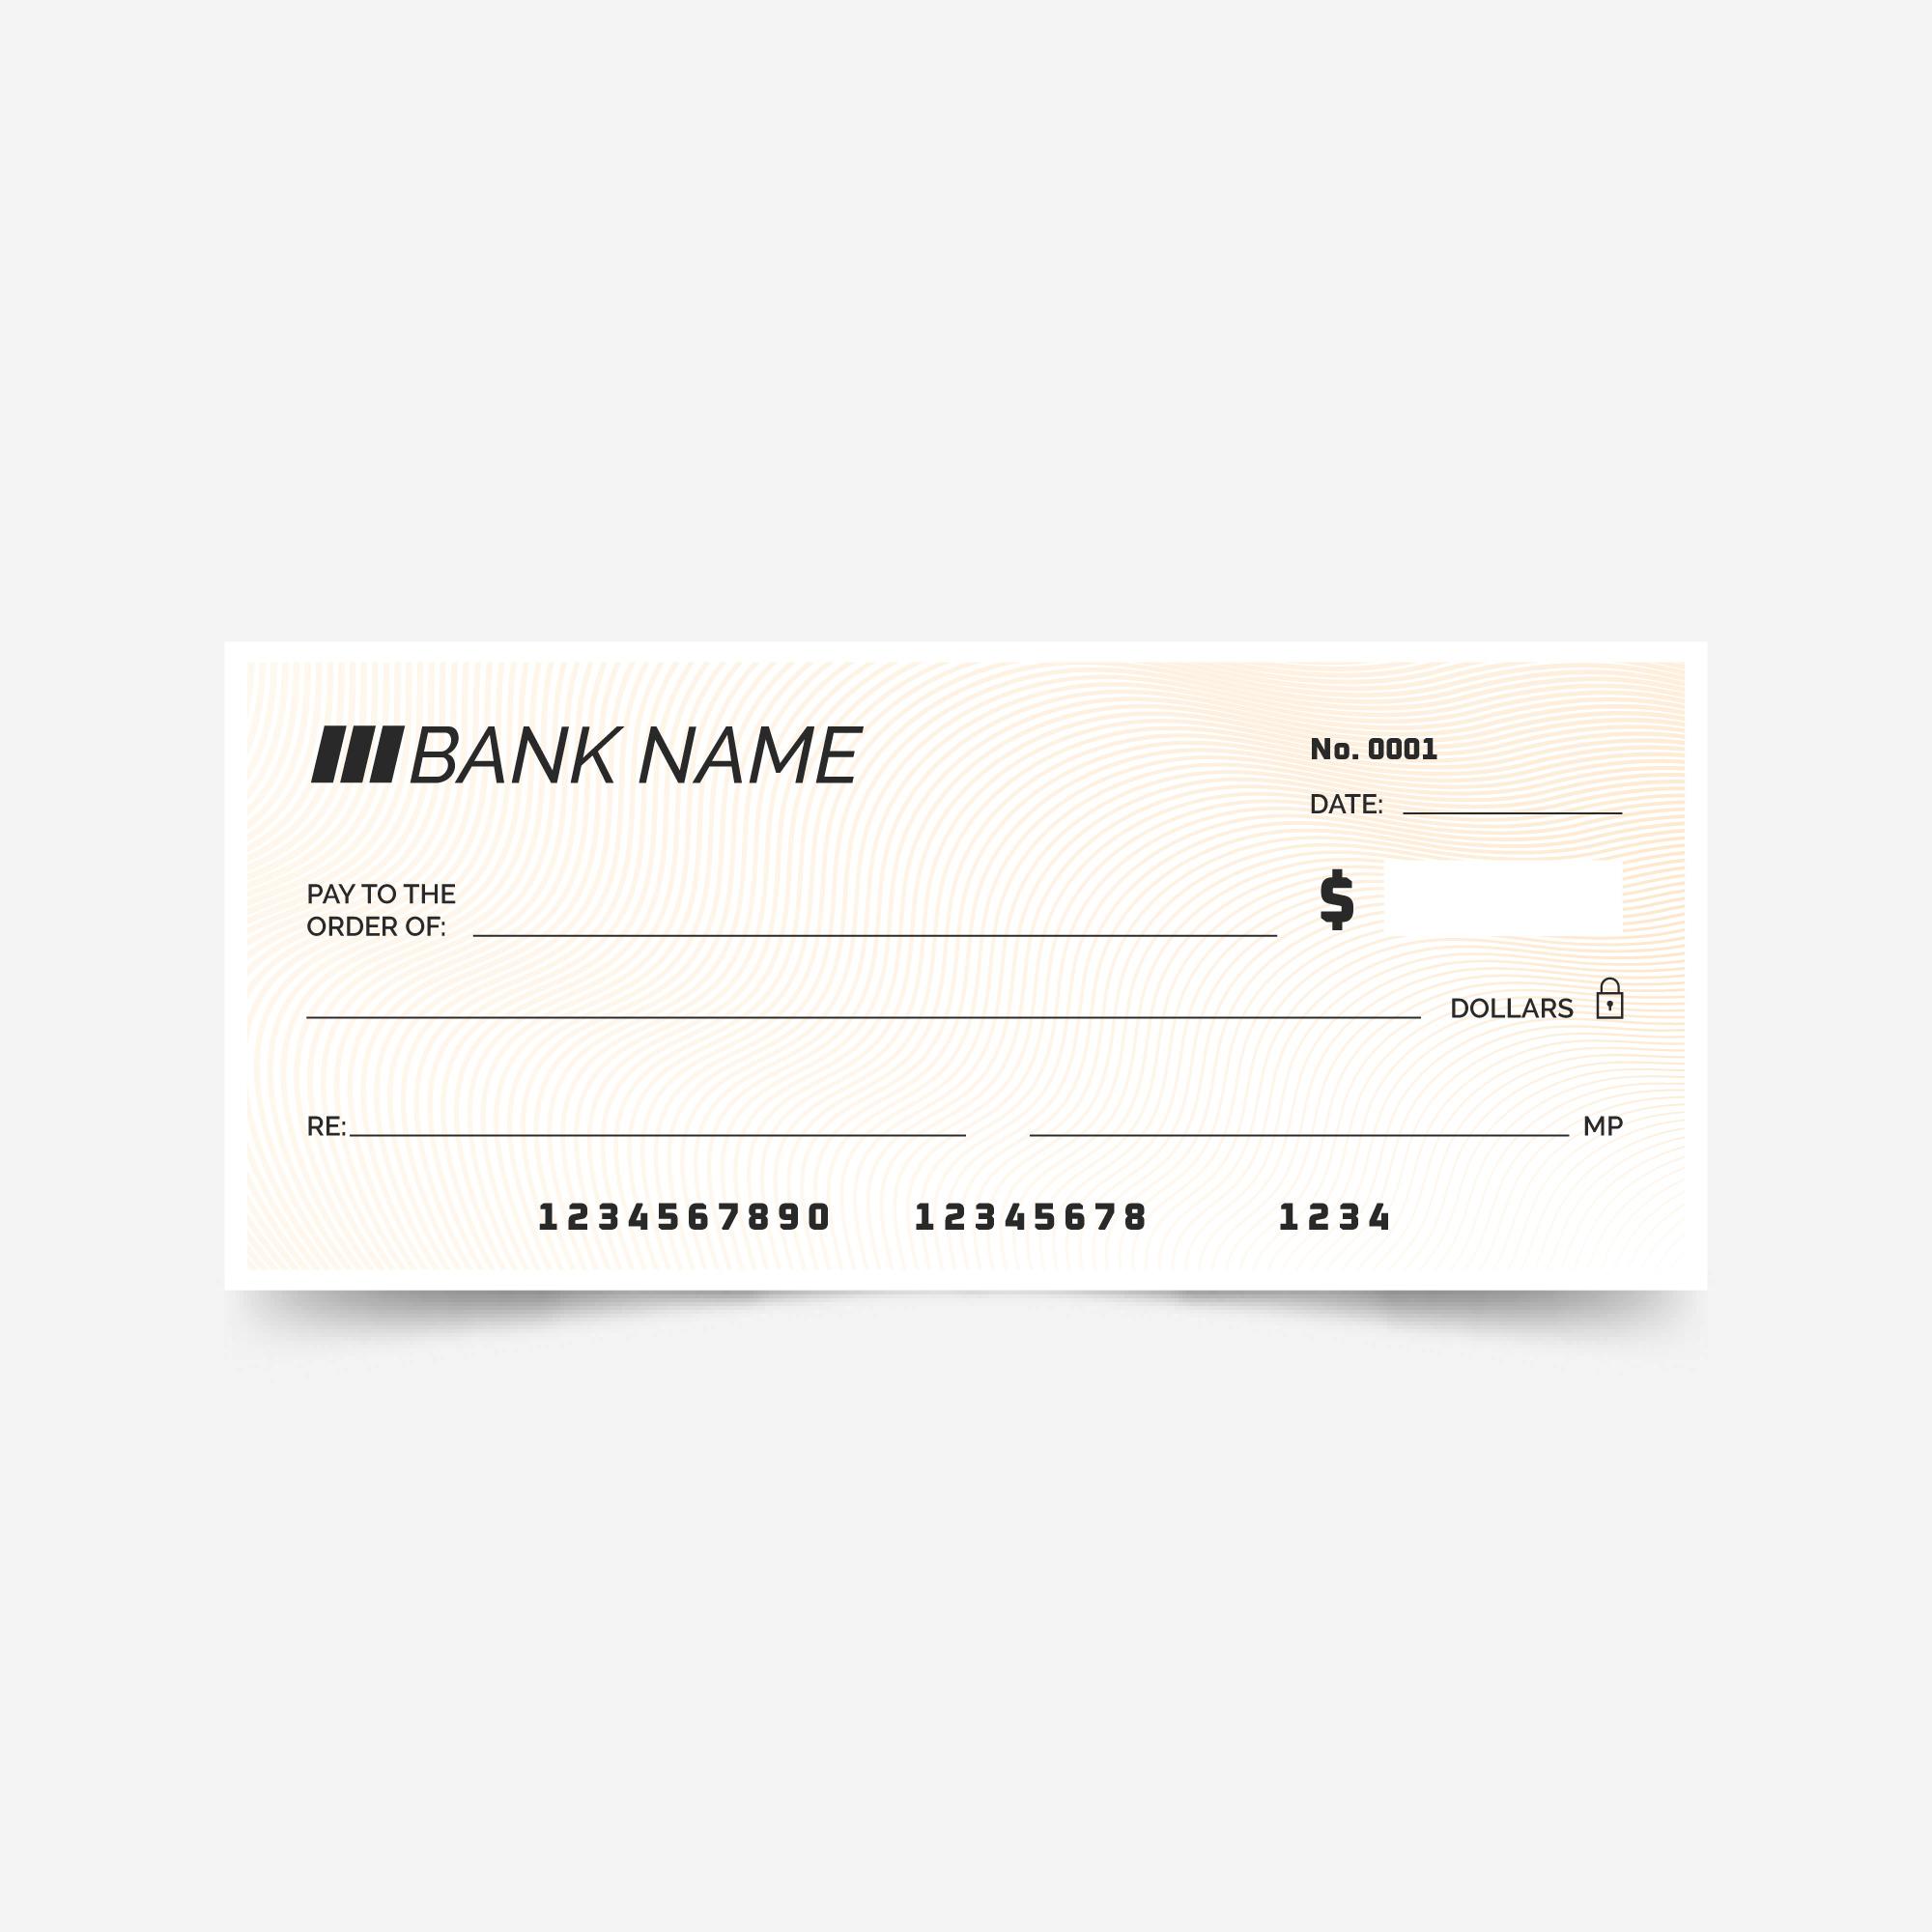 BANK NAME
No. 0001
DATE:
PAY TO THE
ORDER OF:
$
DOLLARS
RE:
MP
1234567890 12345678 1234